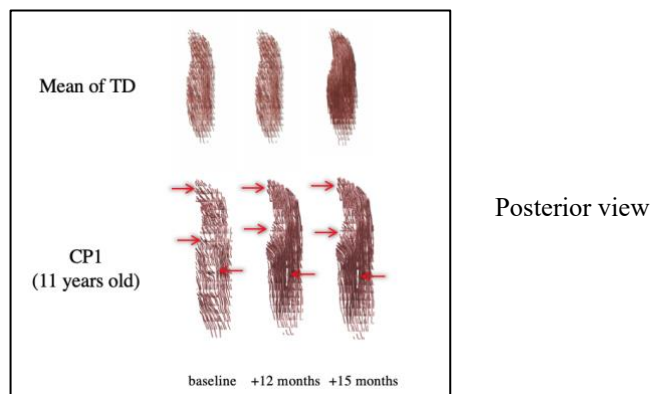 Mean of TD
Posterior view
CP1
(11 years old)
baseline +12 months +15 months